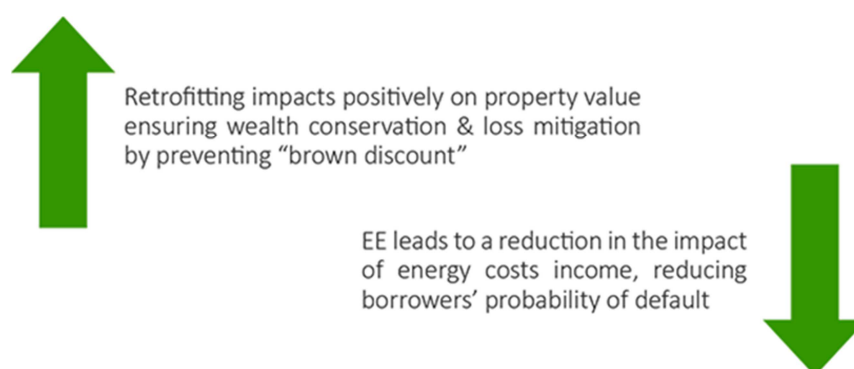 Retrofitting impacts positively on property value
ensuring wealth conservation & loss mitigation
by preventing “brown discount”
EE leads to a reduction in the impact
of energy costs income, reducing
borrowers’ probability of default